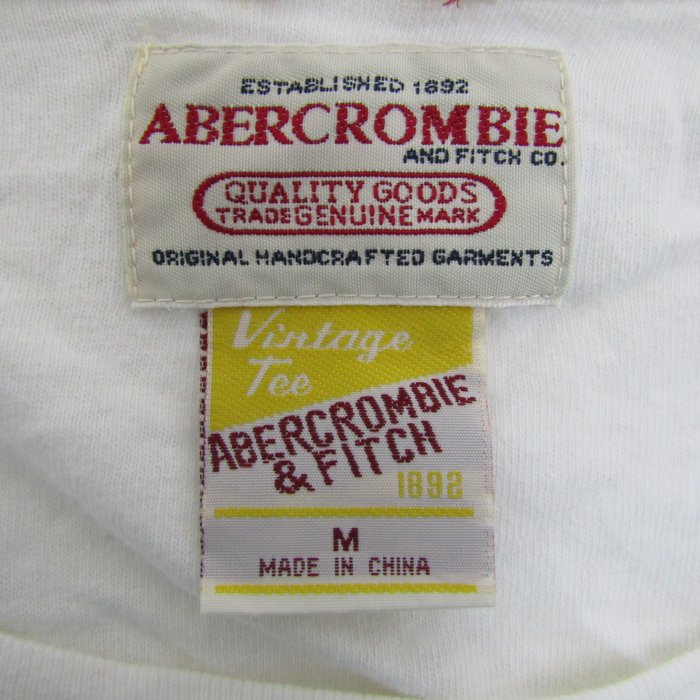 ESTABLISHED 1892
ABERCROMBIE
AND FITCH CO.
QUALITY GOODS
TRADE GENUINE MARK
ORIGINAL HANDCRAFTED GARMENTS
Vintage
Tee
ABERCROMBIE
& FITCH
1892
M
MADE IN CHINA